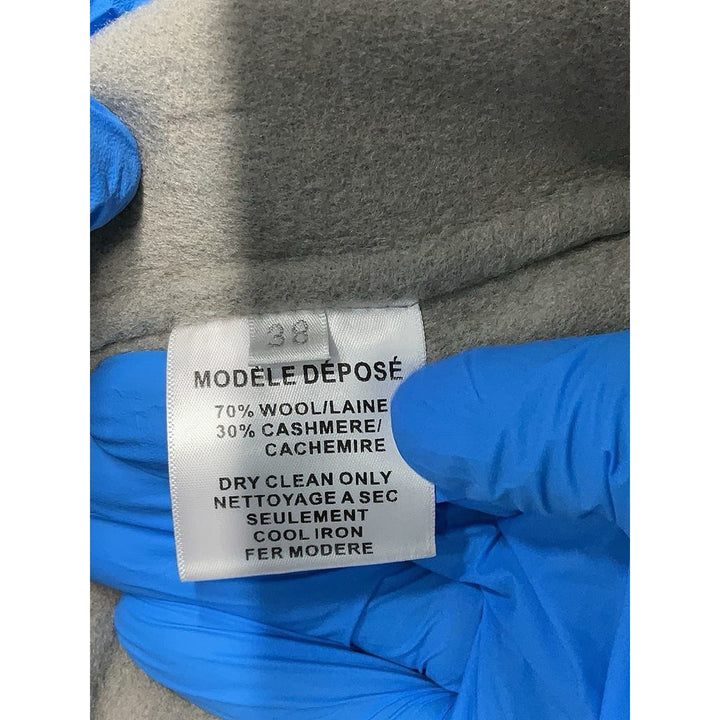 38
MODÈLE DÉPOSÉ
70% WOOL/LAINE
30% CASHMERE/
CACHEMIRE
DRY CLEAN ONLY
NETTOYAGE A SEC
SEULEMENT
COOL IRON
FER MODERE